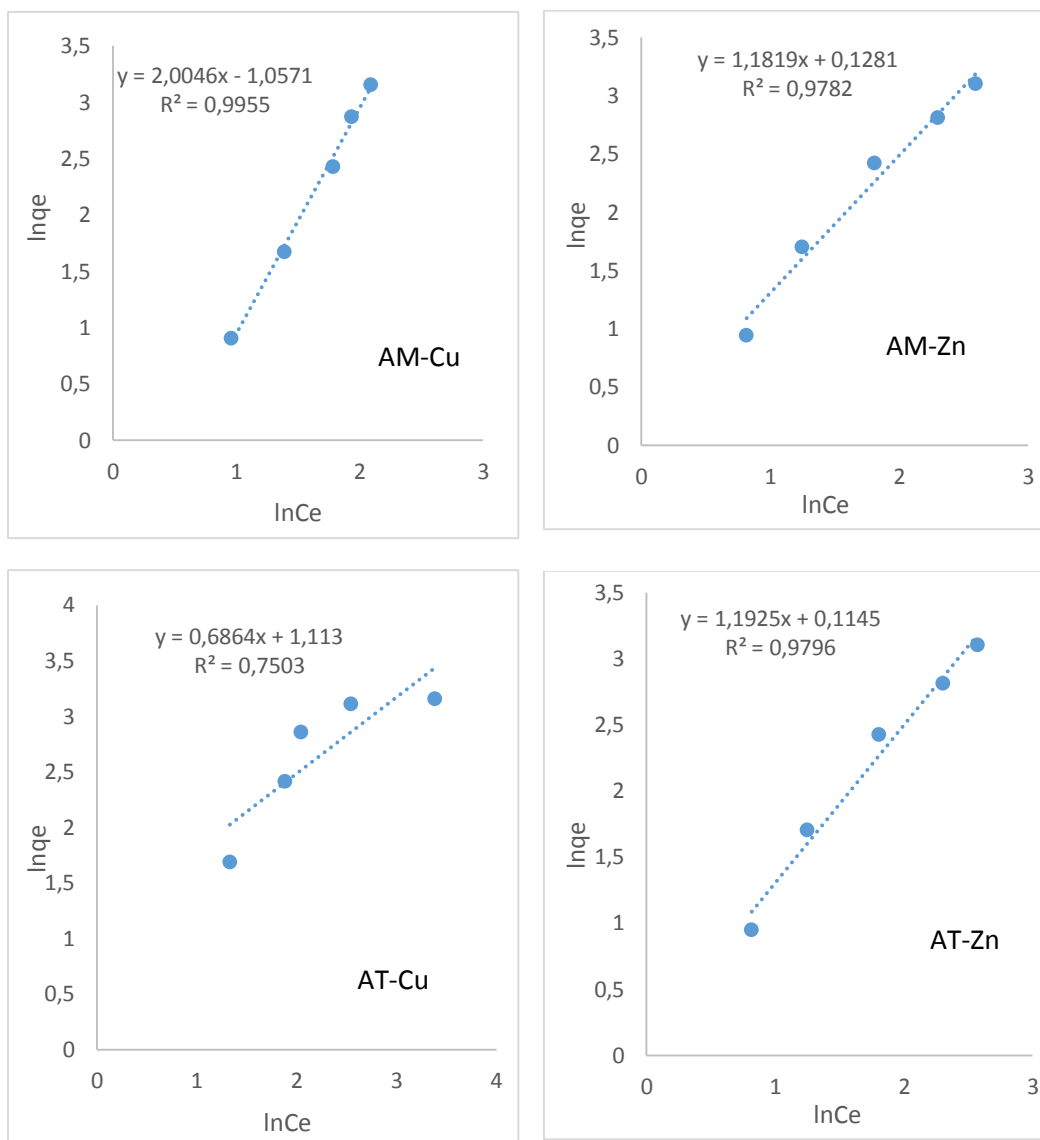 3,5
3
2,5
2
1,5
1
0,5
0
lnqe
y = 2,0046x - 1,0571
R² = 0,9955
AM-Cu
0 1 2 3
lnCe
3,5
3
2,5
2
1,5
1
0,5
0
lnqe
y = 1,1819x + 0,1281
R² = 0,9782
AM-Zn
0 1 2 3
lnCe
4
3,5
3
2,5
2
1,5
1
0,5
0
lnqe
y = 0,6864x + 1,113
R² = 0,7503
AT-Cu
0 1 2 3 4
lnCe
3,5
3
2,5
2
1,5
1
0,5
0
lnqe
y = 1,1925x + 0,1145
R² = 0,9796
AT-Zn
0 1 2 3
lnCe